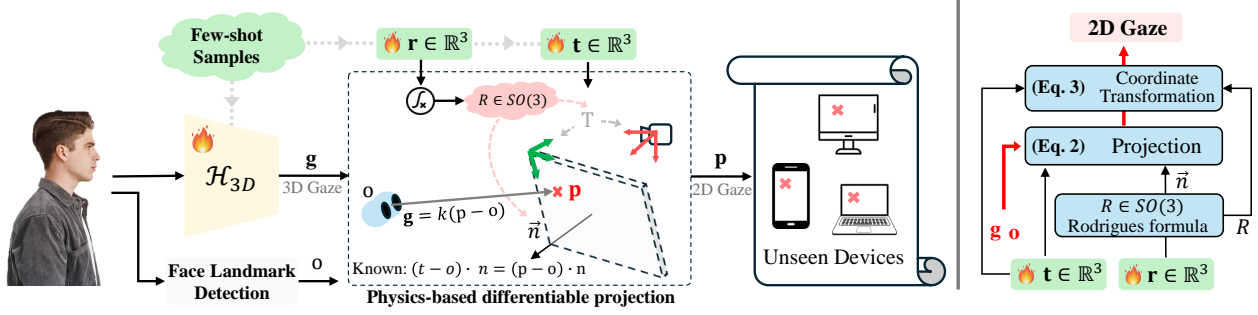 Few-shot
Samples
🔥 r ∈ ℝ³
🔥 t ∈ ℝ³
∫ₓ
R ∈ SO(3)
T
ℋ₃D
g
3D Gaze
o
p
g = k(p − o)
n⃗
Known: (t − o) · n = (p − o) · n
Face Landmark
Detection
o
Physics-based differentiable projection
p
2D Gaze
Unseen Devices
2D Gaze
(Eq. 3) Coordinate
Transformation
(Eq. 2) Projection
n⃗
R ∈ SO(3)
Rodrigues formula
R
g o
🔥 t ∈ ℝ³
🔥 r ∈ ℝ³